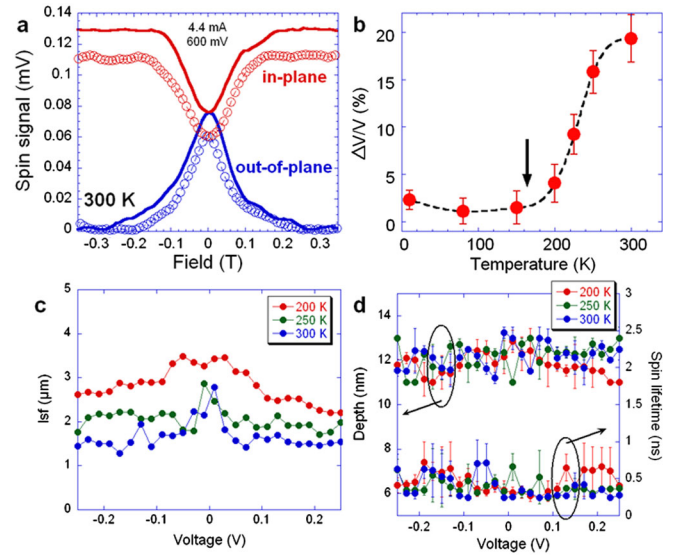 a
4.4 mA
600 mV
in-plane
out-of-plane
300 K
Spin signal (mV)
0.14
0.12
0.1
0.08
0.06
0.04
0.02
0
-0.3 -0.2 -0.1 0 0.1 0.2 0.3
Field (T)
b
ΔV/V (%)
20
15
10
5
0
0 100 200 300
Temperature (K)
c
200 K
250 K
300 K
lsf (μm)
5
4
3
2
1
0
-0.2 -0.1 0 0.1 0.2
Voltage (V)
d
200 K
250 K
300 K
Depth (nm)
14
12
10
8
6
3
2.5
2
1.5
1
0.5
0
Spin lifetime (ns)
-0.2 -0.1 0 0.1 0.2
Voltage (V)